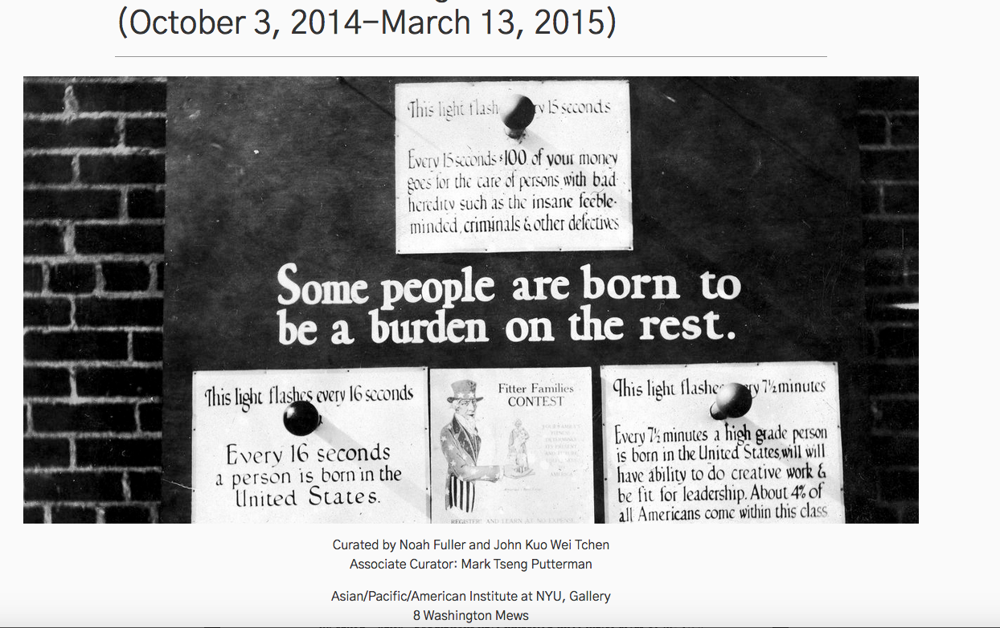 (October 3, 2014–March 13, 2015)
This light flash ry 15 seconds
Every 15 seconds $100 of your money
goes for the care of persons with bad
heredity such as the insane feeble-
minded, criminals & other defectives
Some people are born to
be a burden on the rest.
This light flashes every 16 seconds
Every 16 seconds
a person is born in the
United States.
Fitter Families
CONTEST
REGISTER! AND LEARN AT NO EXPENSE
This light flashe ry 7½ minutes
Every 7½ minutes a high grade person
is born in the United States, will will
have ability to do creative work &
be fit for leadership. About 4% of
all Americans come within this class
Curated by Noah Fuller and John Kuo Wei Tchen
Associate Curator: Mark Tseng Putterman
Asian/Pacific/American Institute at NYU, Gallery
8 Washington Mews